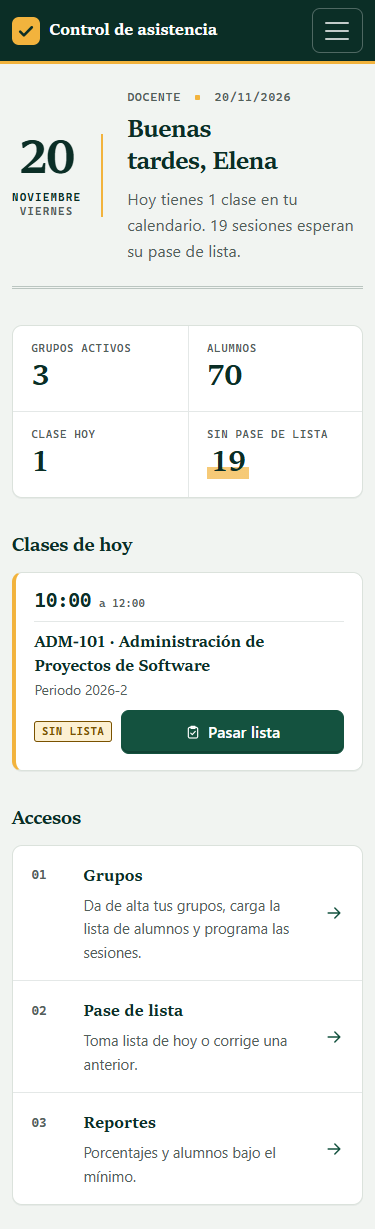 Control de asistencia
DOCENTE 20/11/2026
20
NOVIEMBRE
VIERNES
Buenas
tardes, Elena
Hoy tienes 1 clase en tu
calendario. 19 sesiones esperan
su pase de lista.
GRUPOS ACTIVOS
3
ALUMNOS
70
CLASE HOY
1
SIN PASE DE LISTA
19
Clases de hoy
10:00 a 12:00
ADM-101 · Administración de
Proyectos de Software
Periodo 2026-2
SIN LISTA
Pasar lista
Accesos
01
Grupos
Da de alta tus grupos, carga la
lista de alumnos y programa las
sesiones.
02
Pase de lista
Toma lista de hoy o corrige una
anterior.
03
Reportes
Porcentajes y alumnos bajo el
mínimo.